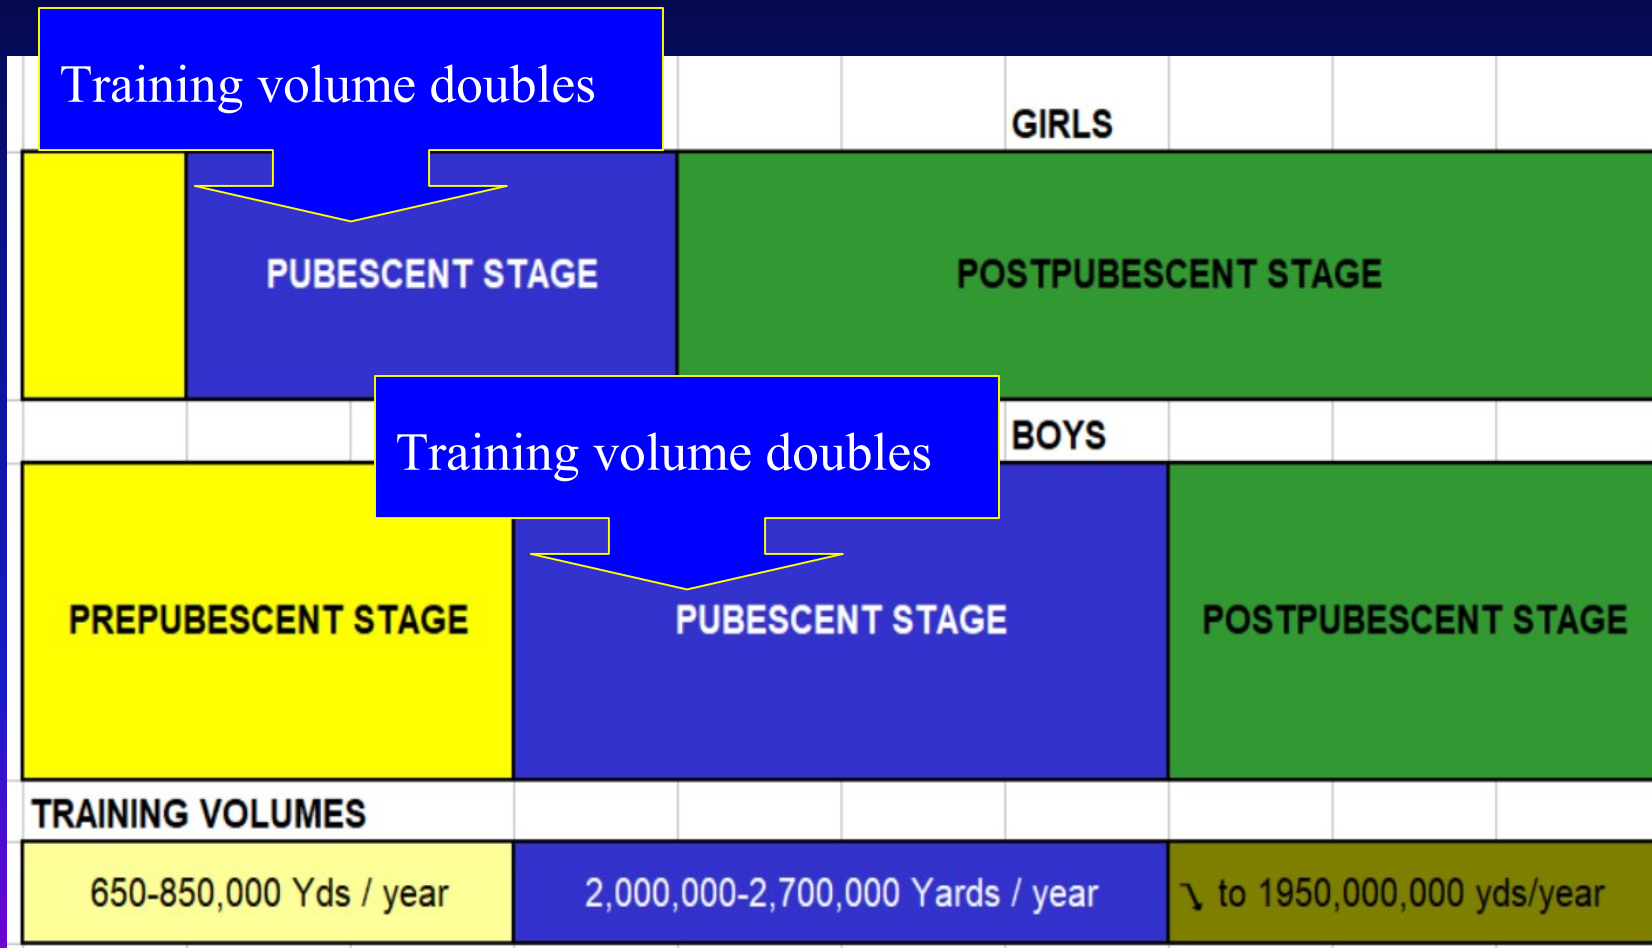 Training volume doubles
GIRLS
PUBESCENT STAGE
POSTPUBESCENT STAGE
Training volume doubles
BOYS
PREPUBESCENT STAGE
PUBESCENT STAGE
POSTPUBESCENT STAGE
TRAINING VOLUMES
650-850,000 Yds / year
2,000,000-2,700,000 Yards / year
↘ to 1950,000,000 yds/year